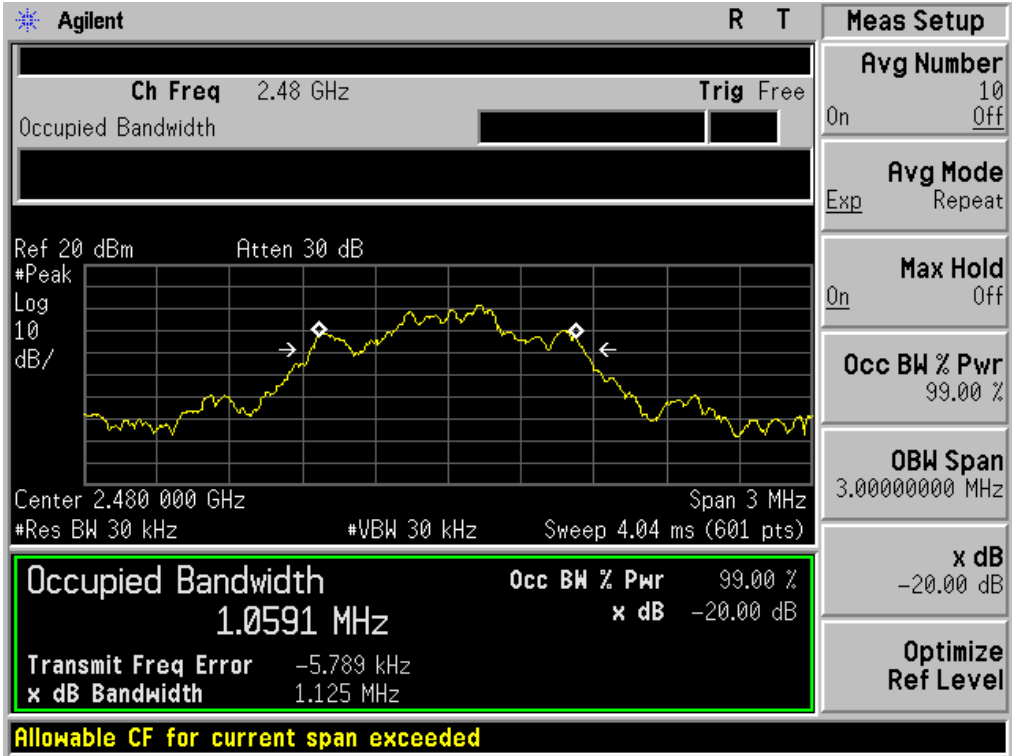 Agilent R T
Ch Freq 2.48 GHz Trig Free
Occupied Bandwidth
Ref 20 dBm Atten 30 dB
#Peak
Log
10
dB/
Center 2.480 000 GHz Span 3 MHz
#Res BW 30 kHz #VBW 30 kHz Sweep 4.04 ms (601 pts)
Occupied Bandwidth Occ BW % Pwr 99.00 %
1.0591 MHz x dB -20.00 dB
Transmit Freq Error -5.789 kHz
x dB Bandwidth 1.125 MHz
Allowable CF for current span exceeded
Meas Setup
Avg Number
10
On Off
Avg Mode
Exp Repeat
Max Hold
On Off
Occ BW % Pwr
99.00 %
OBW Span
3.00000000 MHz
x dB
-20.00 dB
Optimize
Ref Level